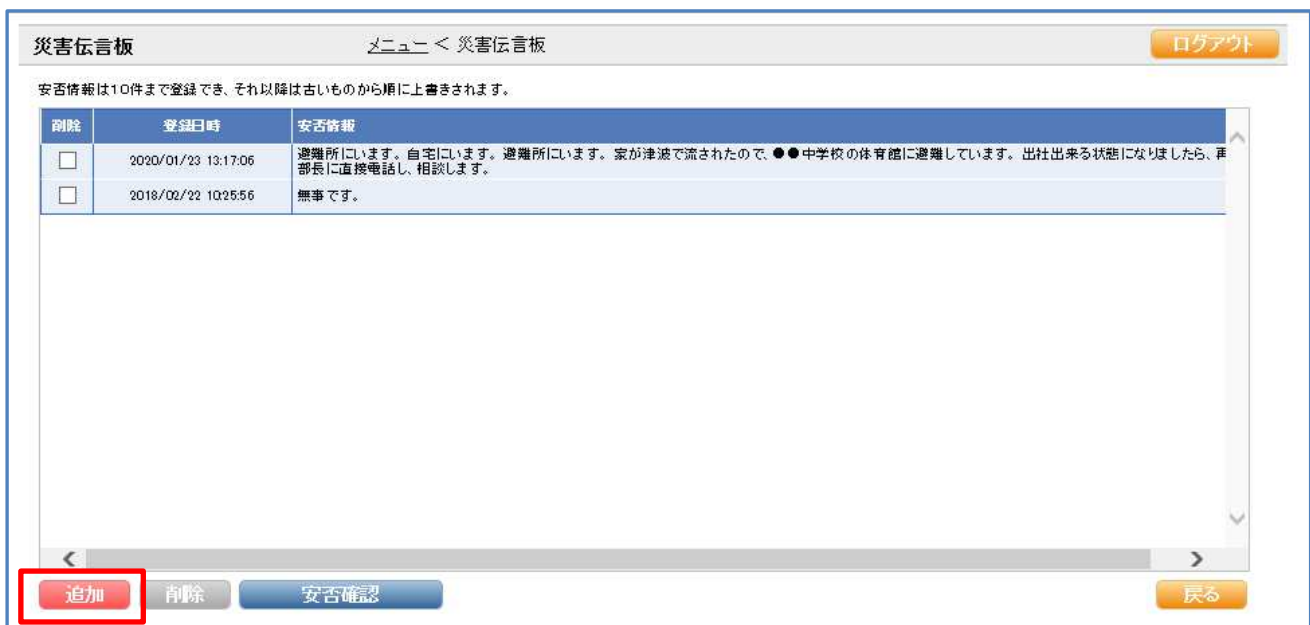 災害伝言板 メニュー < 災害伝言板 ログアウト
安否情報は10件まで登録でき、それ以降は古いものから順に上書きされます。
削除 登録日時 安否情報
2020/01/23 13:17:06 避難所にいます。自宅にいます。避難所にいます。家が津波で流されたので、●●中学校の体育館に避難しています。出社出来る状態になりましたら、再
部長に直接電話し、相談します。
2018/02/22 10:25:56 無事です。
追加 削除 安否確認 戻る